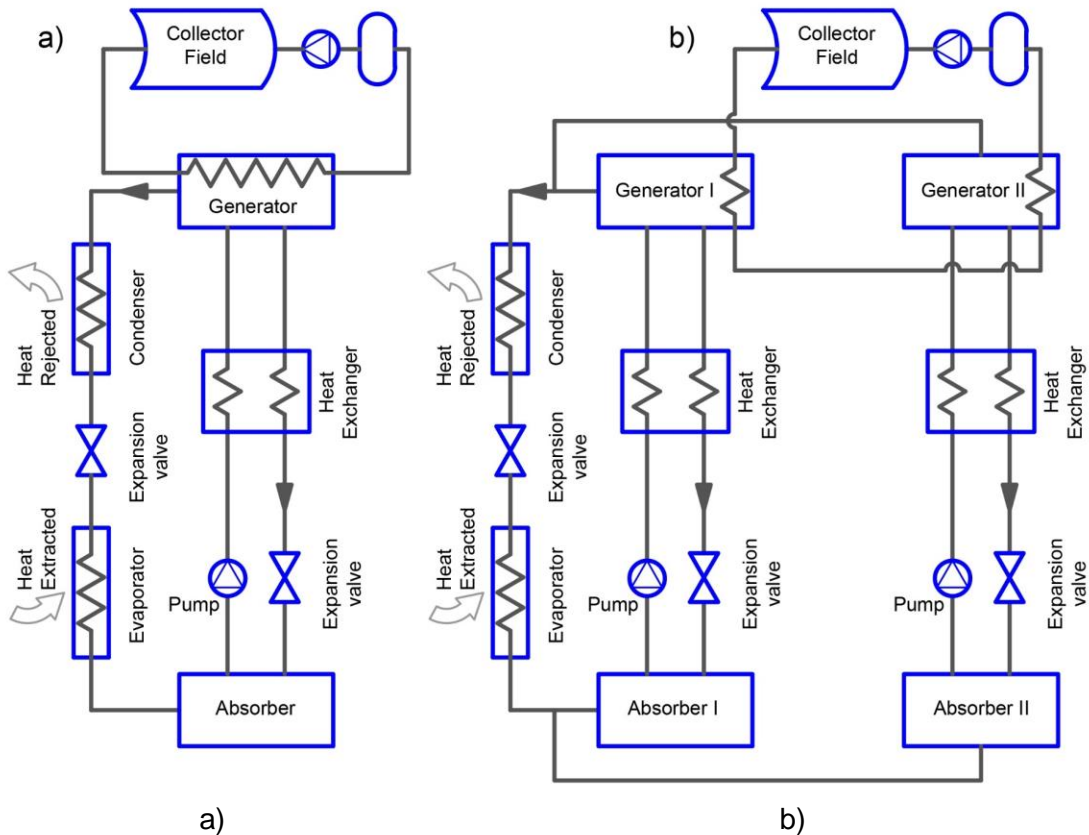 a)
Collector
Field
Generator
Heat
Rejected
Condenser
Heat
Exchanger
Expansion
valve
Heat
Extracted
Evaporator
Pump
Expansion
valve
Absorber
b)
Collector
Field
Generator I
Generator II
Heat
Rejected
Condenser
Heat
Exchanger
Heat
Exchanger
Expansion
valve
Heat
Extracted
Evaporator
Pump
Expansion
valve
Pump
Expansion
valve
Absorber I
Absorber II
a)
b)